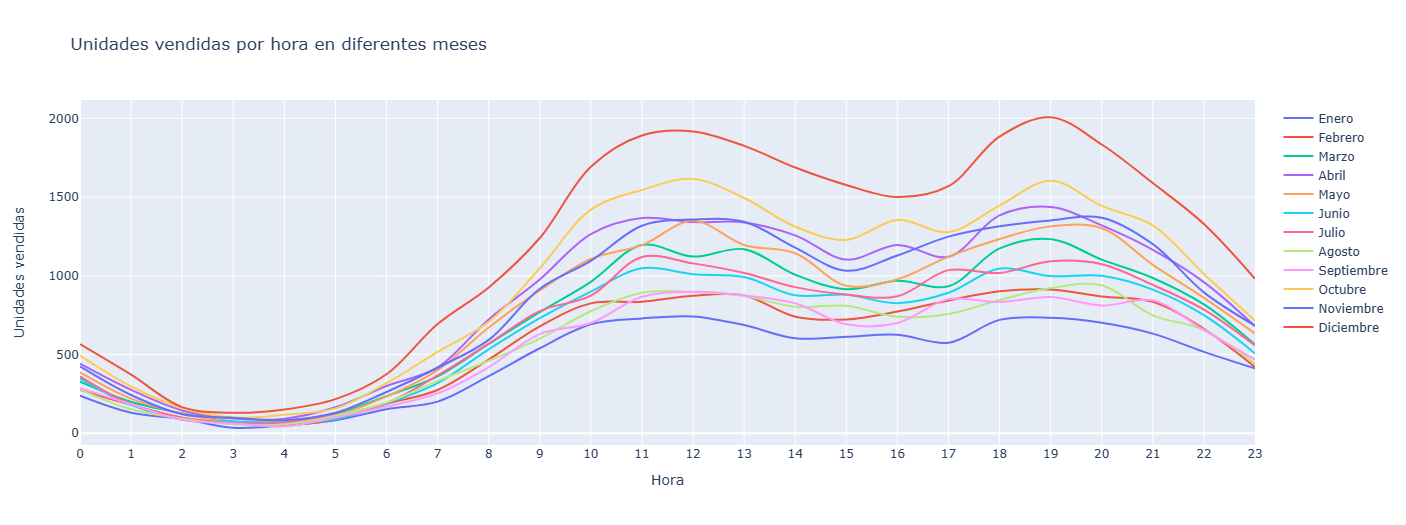 Unidades vendidas por hora en diferentes meses
Unidades vendidas
2000
1500
1000
500
0
0 1 2 3 4 5 6 7 8 9 10 11 12 13 14 15 16 17 18 19 20 21 22 23
Hora
Enero
Febrero
Marzo
Abril
Mayo
Junio
Julio
Agosto
Septiembre
Octubre
Noviembre
Diciembre